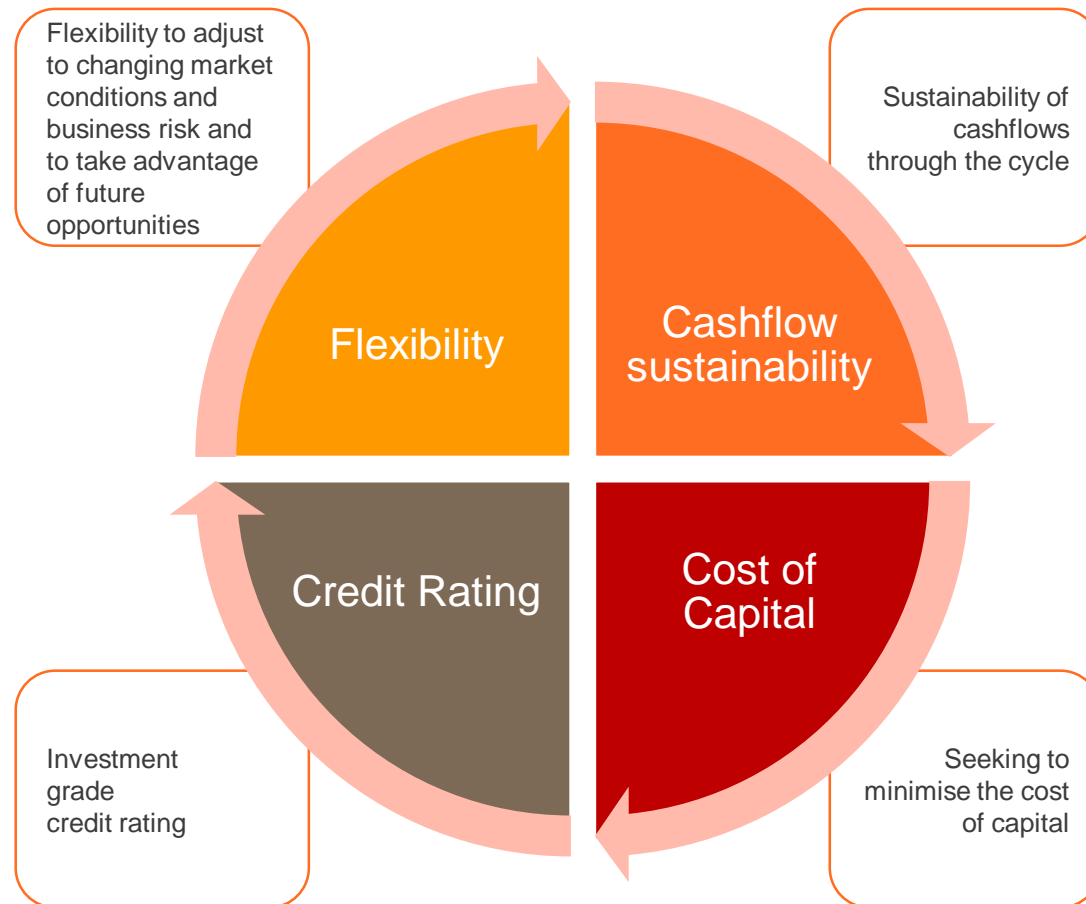 Flexibility to adjust
to changing market
conditions and
business risk and
to take advantage
of future
opportunities
Sustainability of
cashflows
through the cycle
Flexibility
Cashflow
sustainability
Credit Rating
Cost of
Capital
Investment
grade
credit rating
Seeking to
minimise the cost
of capital